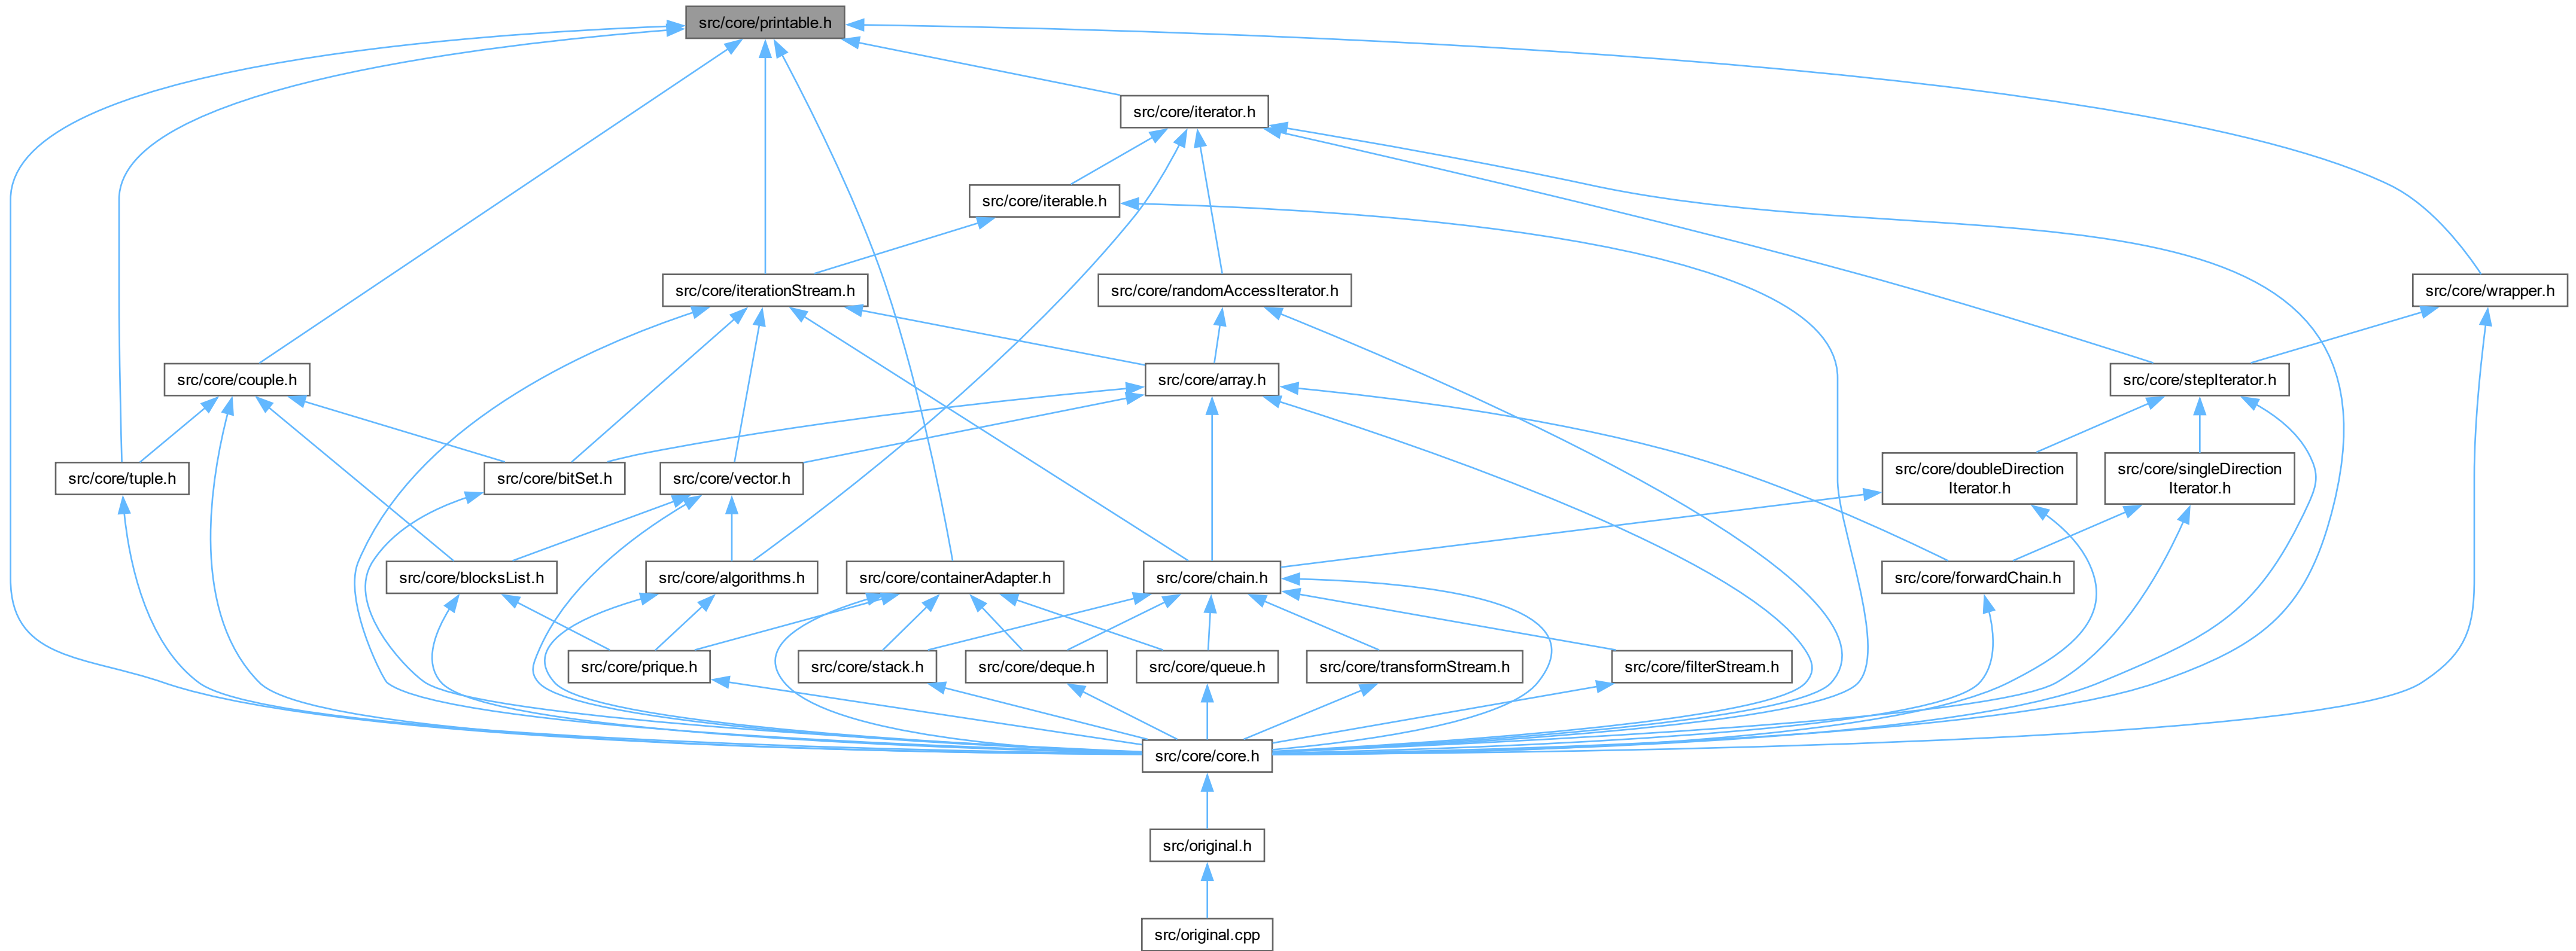 src/core/printable.h
src/core/iterator.h
src/core/iterable.h
src/core/iterationStream.h
src/core/randomAccessIterator.h
src/core/wrapper.h
src/core/couple.h
src/core/array.h
src/core/stepIterator.h
src/core/tuple.h
src/core/bitSet.h
src/core/vector.h
src/core/doubleDirection
Iterator.h
src/core/singleDirection
Iterator.h
src/core/blocksList.h
src/core/algorithms.h
src/core/containerAdapter.h
src/core/chain.h
src/core/forwardChain.h
src/core/prique.h
src/core/stack.h
src/core/deque.h
src/core/queue.h
src/core/transformStream.h
src/core/filterStream.h
src/core/core.h
src/original.h
src/original.cpp